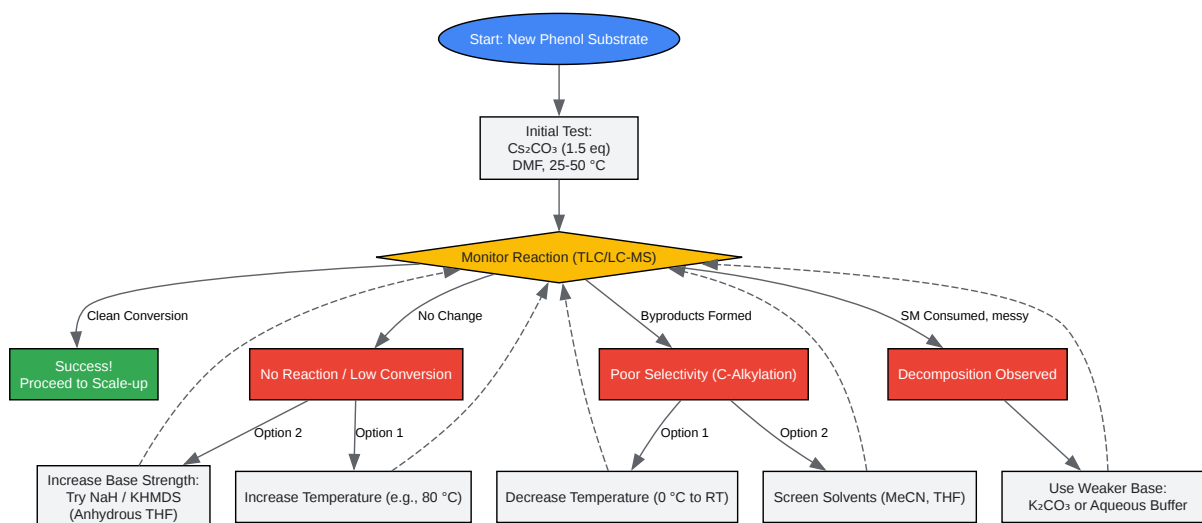 Start: New Phenol Substrate
Initial Test:
Cs₂CO₃ (1.5 eq)
DMF, 25-50 °C
Monitor Reaction (TLC/LC-MS)
Clean Conversion
No Change
Byproducts Formed
SM Consumed, messy
Success!
Proceed to Scale-up
No Reaction / Low Conversion
Poor Selectivity (C-Alkylation)
Decomposition Observed
Option 2
Option 1
Option 1
Option 2
Increase Base Strength:
Try NaH / KHMDS
(Anhydrous THF)
Increase Temperature (e.g., 80 °C)
Decrease Temperature (0 °C to RT)
Screen Solvents (MeCN, THF)
Use Weaker Base:
K₂CO₃ or Aqueous Buffer